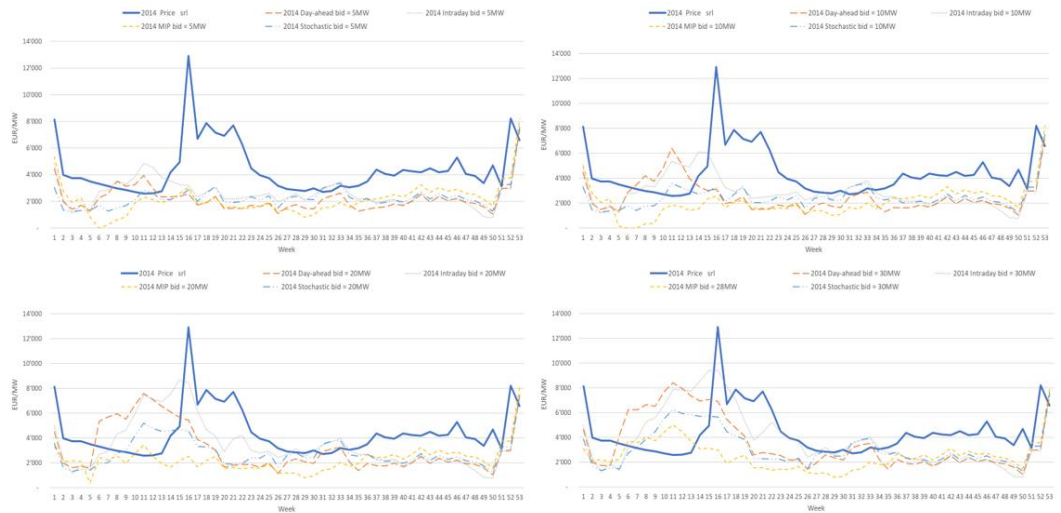 2014 Price srl
2014 Day-ahead bid = 5MW
2014 Intraday bid = 5MW
2014 MIP bid = 5MW
2014 Stochastic bid = 5MW
14'000
12'000
10'000
8'000
6'000
4'000
2'000
-
EUR/MW
1 2 3 4 5 6 7 8 9 10 11 12 13 14 15 16 17 18 19 20 21 22 23 24 25 26 27 28 29 30 31 32 33 34 35 36 37 38 39 40 41 42 43 44 45 46 47 48 49 50 51 52 53
Week
2014 Price srl
2014 Day-ahead bid = 10MW
2014 Intraday bid = 10MW
2014 MIP bid = 10MW
2014 Stochastic bid = 10MW
14'000
12'000
10'000
8'000
6'000
4'000
2'000
-
EUR/MW
1 2 3 4 5 6 7 8 9 10 11 12 13 14 15 16 17 18 19 20 21 22 23 24 25 26 27 28 29 30 31 32 33 34 35 36 37 38 39 40 41 42 43 44 45 46 47 48 49 50 51 52 53
Week
2014 Price srl
2014 Day-ahead bid = 20MW
2014 Intraday bid = 20MW
2014 MIP bid = 20MW
2014 Stochastic bid = 20MW
14'000
12'000
10'000
8'000
6'000
4'000
2'000
-
EUR/MW
1 2 3 4 5 6 7 8 9 10 11 12 13 14 15 16 17 18 19 20 21 22 23 24 25 26 27 28 29 30 31 32 33 34 35 36 37 38 39 40 41 42 43 44 45 46 47 48 49 50 51 52 53
Week
2014 Price srl
2014 Day-ahead bid = 30MW
2014 Intraday bid = 30MW
2014 MIP bid = 28MW
2014 Stochastic bid = 30MW
14'000
12'000
10'000
8'000
6'000
4'000
2'000
-
EUR/MW
1 2 3 4 5 6 7 8 9 10 11 12 13 14 15 16 17 18 19 20 21 22 23 24 25 26 27 28 29 30 31 32 33 34 35 36 37 38 39 40 41 42 43 44 45 46 47 48 49 50 51 52 53
Week